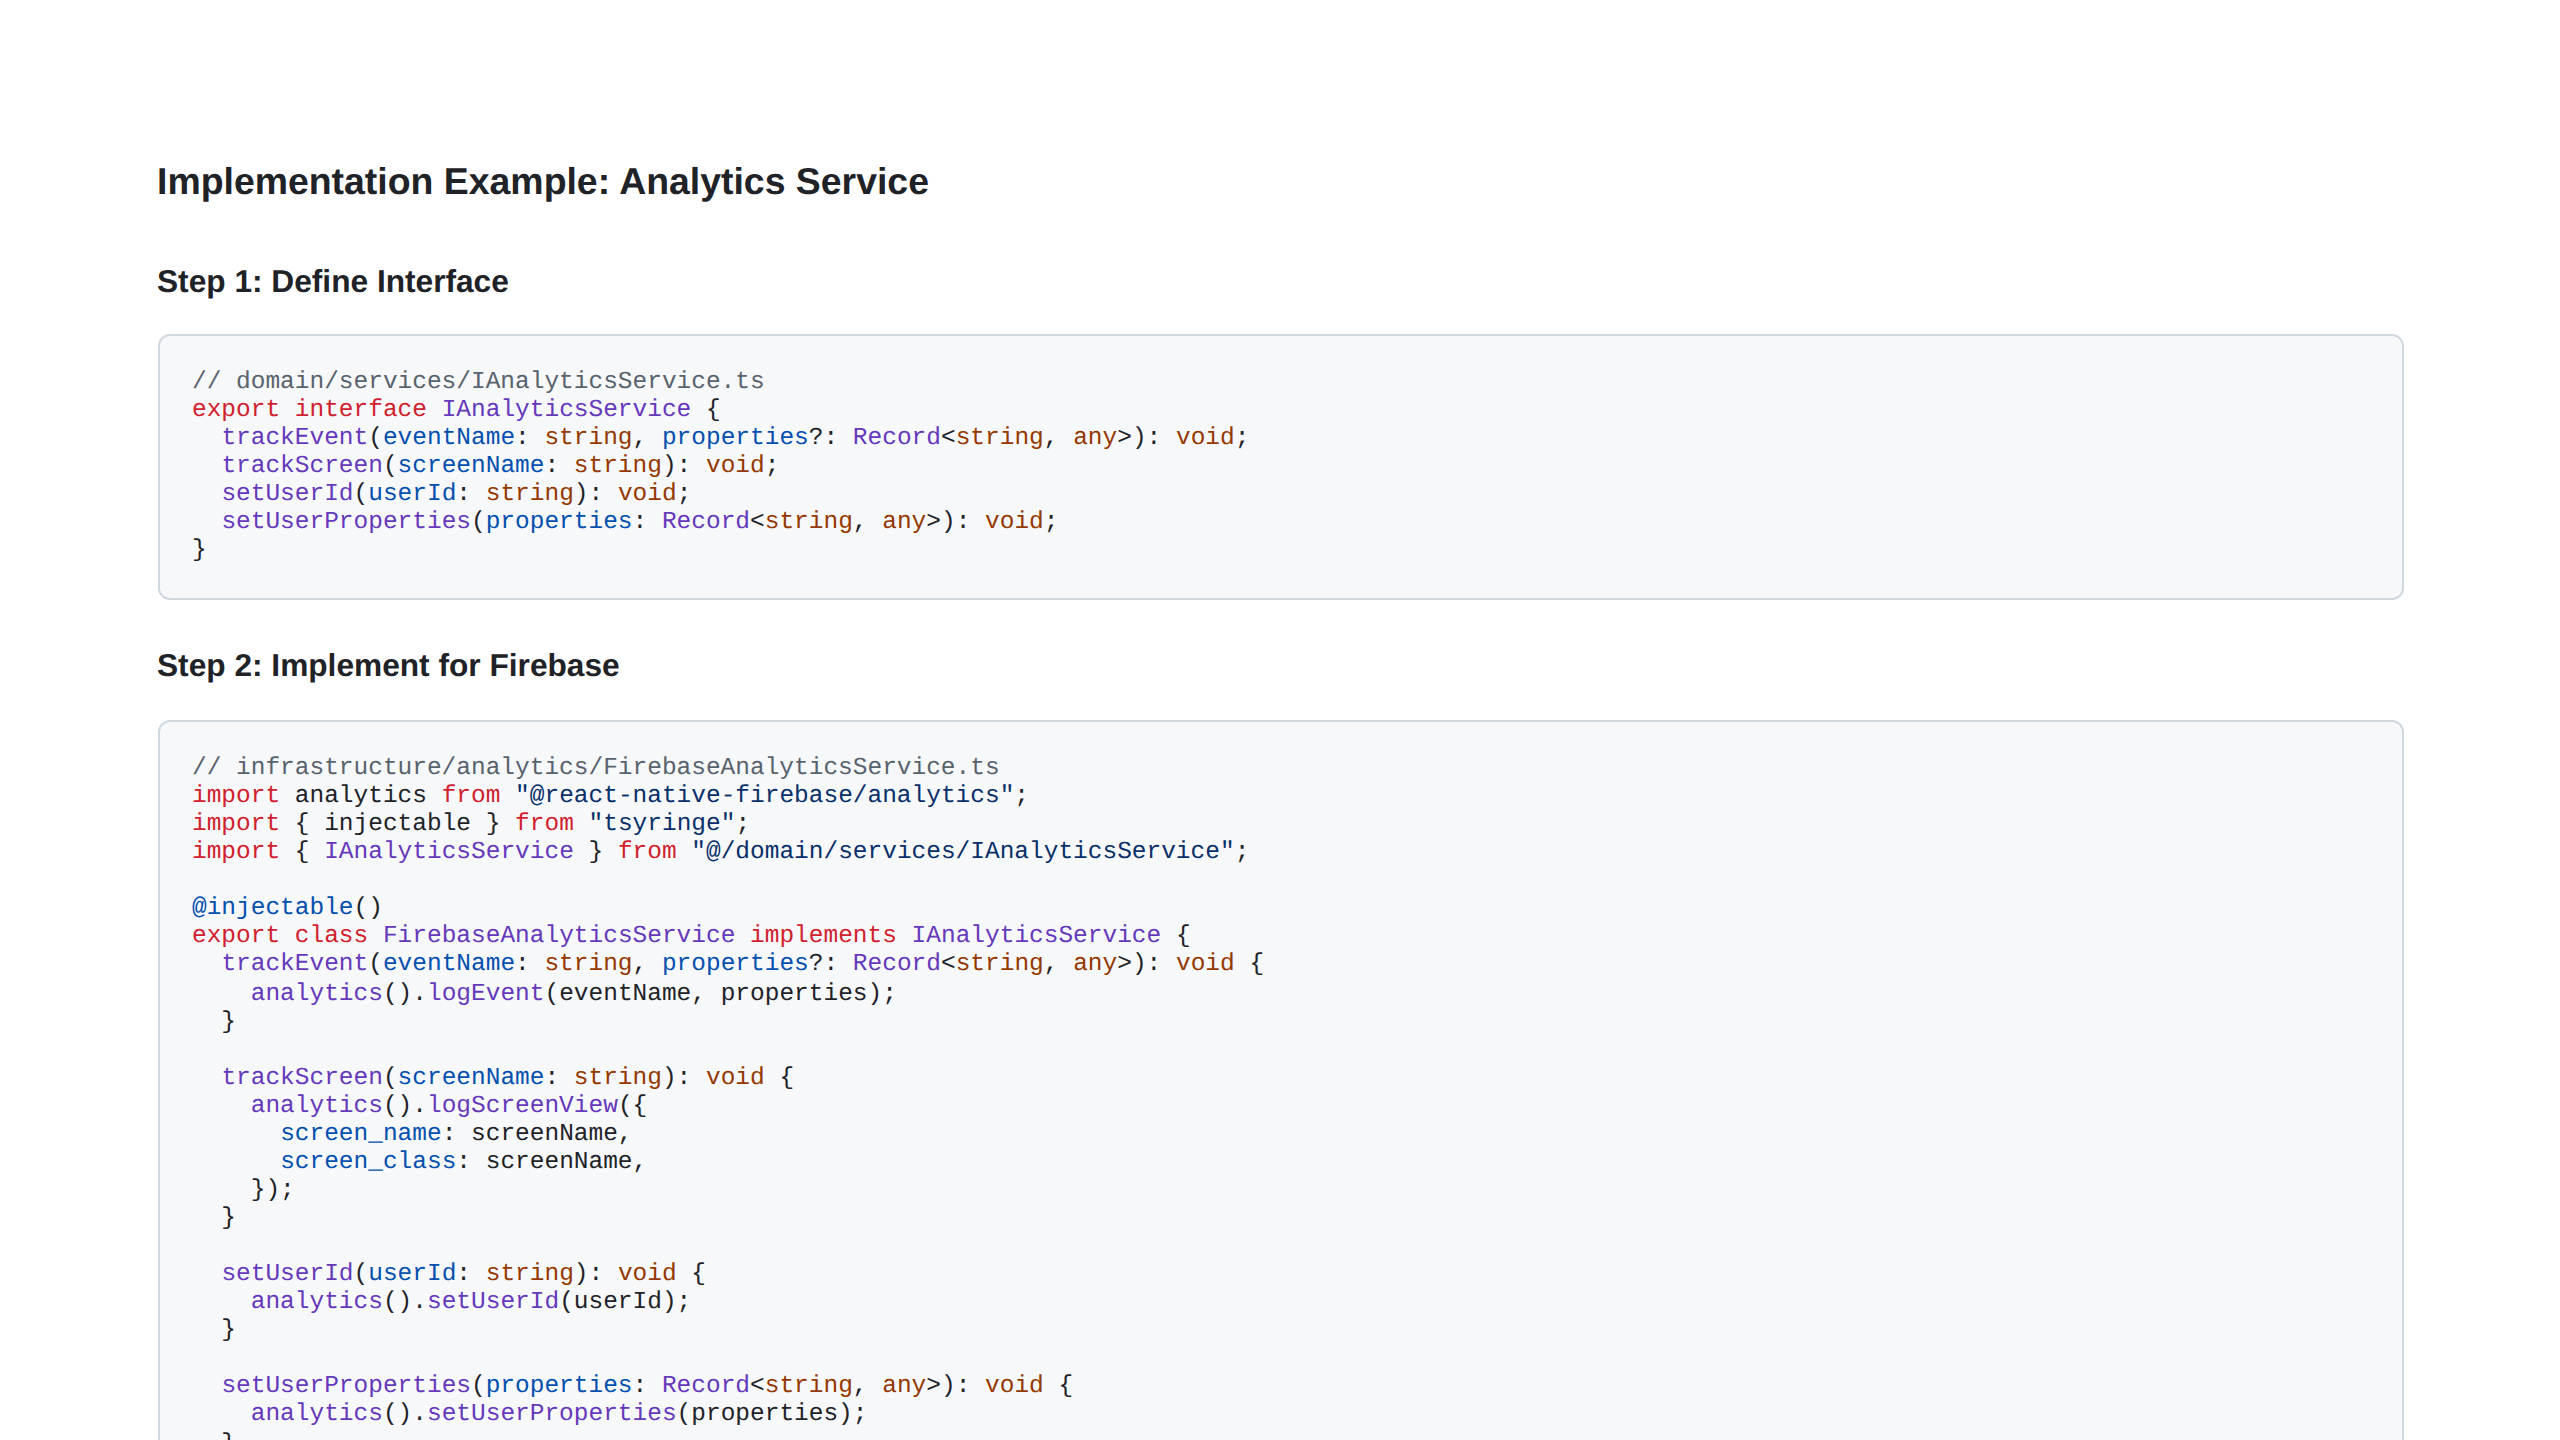 Implementation Example: Analytics Service
Step 1: Define Interface
// domain/services/IAnalyticsService.ts
export interface IAnalyticsService {
  trackEvent(eventName: string, properties?: Record<string, any>): void;
  trackScreen(screenName: string): void;
  setUserId(userId: string): void;
  setUserProperties(properties: Record<string, any>): void;
}
Step 2: Implement for Firebase
// infrastructure/analytics/FirebaseAnalyticsService.ts
import analytics from "@react-native-firebase/analytics";
import { injectable } from "tsyringe";
import { IAnalyticsService } from "@/domain/services/IAnalyticsService";

@injectable()
export class FirebaseAnalyticsService implements IAnalyticsService {
  trackEvent(eventName: string, properties?: Record<string, any>): void {
    analytics().logEvent(eventName, properties);
  }

  trackScreen(screenName: string): void {
    analytics().logScreenView({
      screen_name: screenName,
      screen_class: screenName,
    });
  }

  setUserId(userId: string): void {
    analytics().setUserId(userId);
  }

  setUserProperties(properties: Record<string, any>): void {
    analytics().setUserProperties(properties);
  }